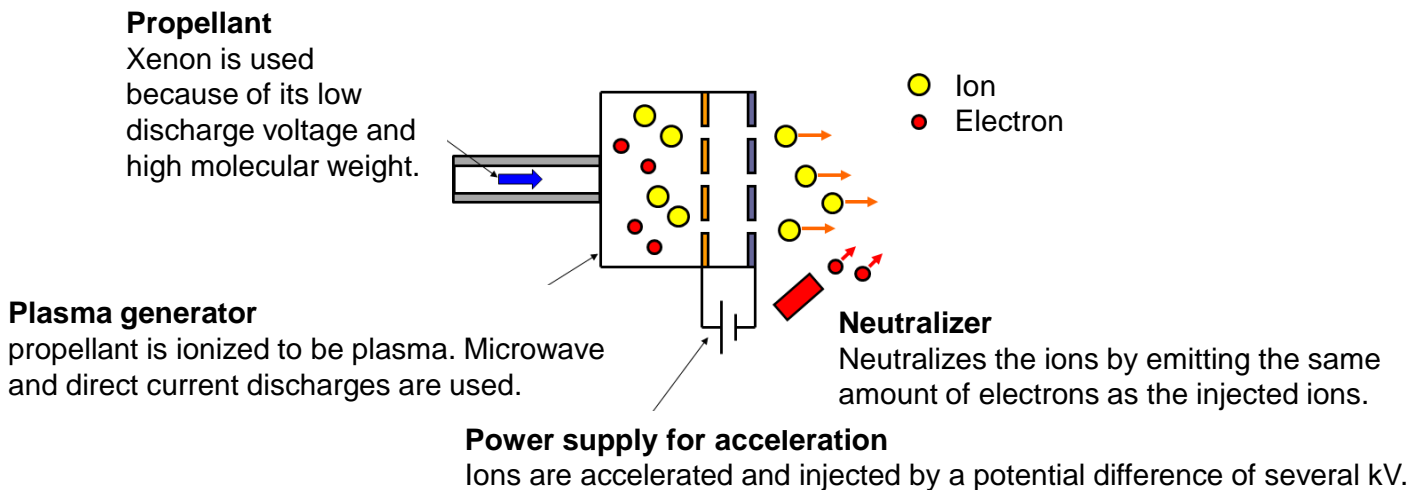 Propellant
Xenon is used
because of its low
discharge voltage and
high molecular weight.
Ion
Electron
Plasma generator
propellant is ionized to be plasma. Microwave
and direct current discharges are used.
Neutralizer
Neutralizes the ions by emitting the same
amount of electrons as the injected ions.
Power supply for acceleration
Ions are accelerated and injected by a potential difference of several kV.